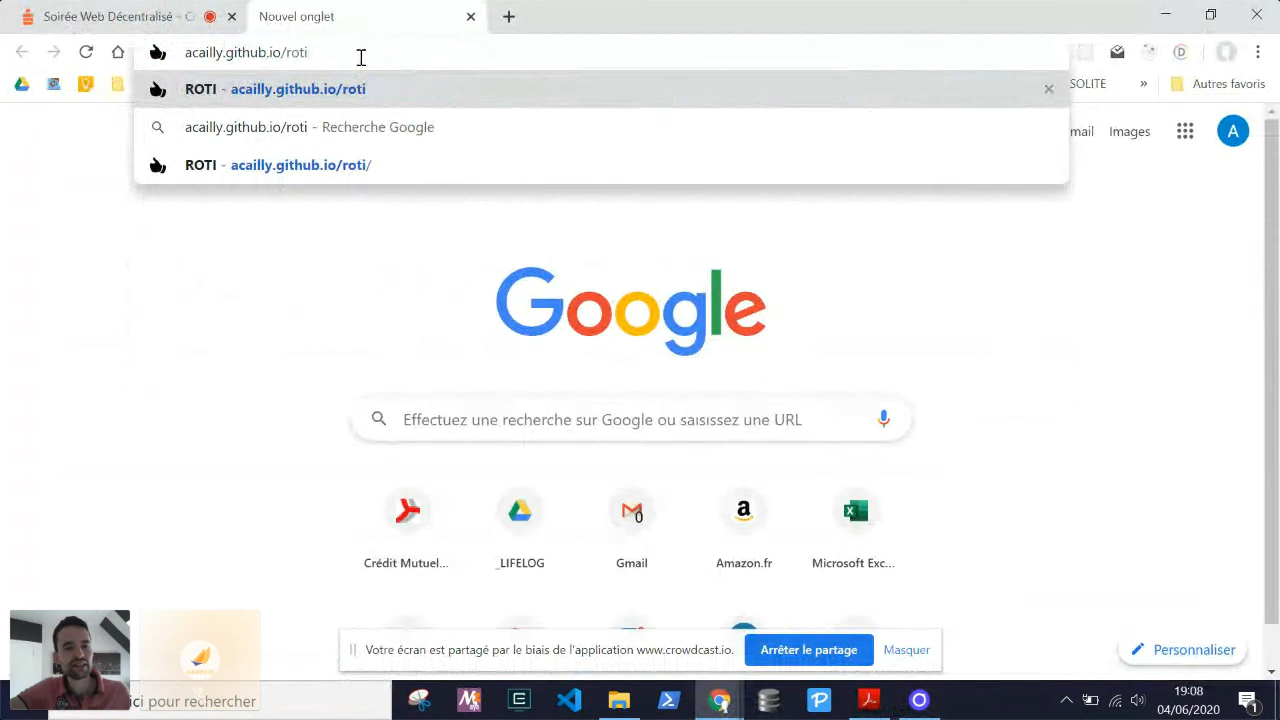 Soirée Web Décentralisé - C
Nouvel onglet
acailly.github.io/roti
ROTI - acailly.github.io/roti
acailly.github.io/roti - Recherche Google
ROTI - acailly.github.io/roti/
SOLITE
»
Autres favoris
mail
Images
A
Google
Effectuez une recherche sur Google ou saisissez une URL
Crédit Mutuel...
_LIFELOG
Gmail
Amazon.fr
Microsoft Exc...
Votre écran est partagé par le biais de l'application www.crowdcast.io.
Arrêter le partage
Masquer
Personnaliser
ici pour rechercher
19:08
04/06/2020